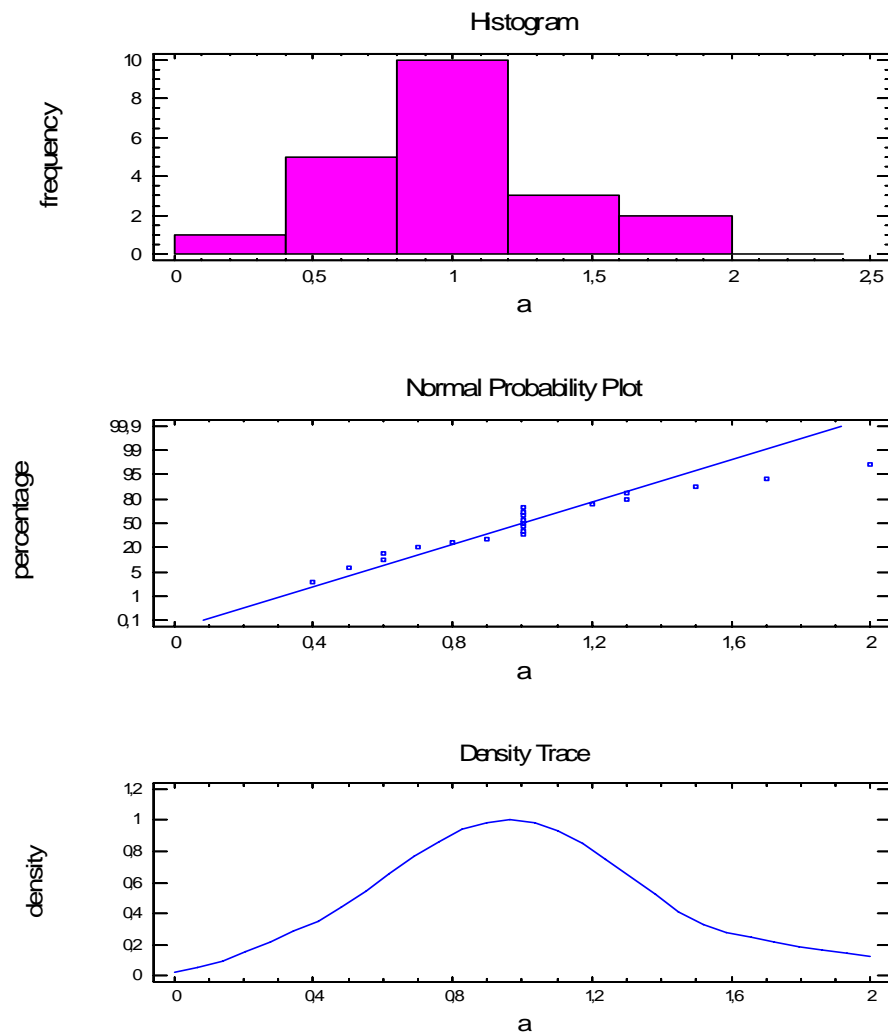 Histogram
frequency
10
8
6
4
2
0
0 0,5 1 1,5 2 2,5
a
Normal Probability Plot
percentage
99,9
99
95
80
50
20
5
1
0,1
0 0,4 0,8 1,2 1,6 2
a
Density Trace
density
1,2
1
0,8
0,6
0,4
0,2
0
0 0,4 0,8 1,2 1,6 2
a